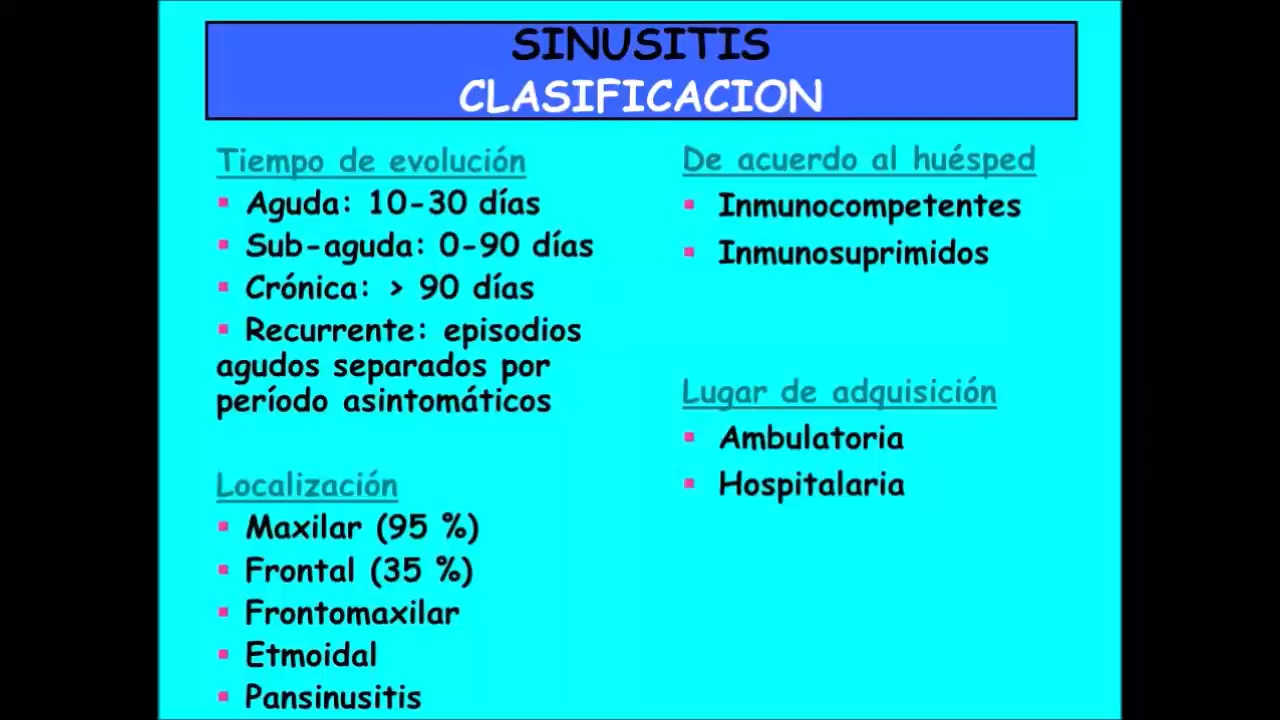 SINUSITIS
CLASIFICACION
Tiempo de evolución
▪ Aguda: 10-30 días
▪ Sub-aguda: 0-90 días
▪ Crónica: > 90 días
▪ Recurrente: episodios
agudos separados por
período asintomáticos
Localización
▪ Maxilar (95 %)
▪ Frontal (35 %)
▪ Frontomaxilar
▪ Etmoidal
▪ Pansinusitis
De acuerdo al huésped
▪ Inmunocompetentes
▪ Inmunosuprimidos
Lugar de adquisición
▪ Ambulatoria
▪ Hospitalaria